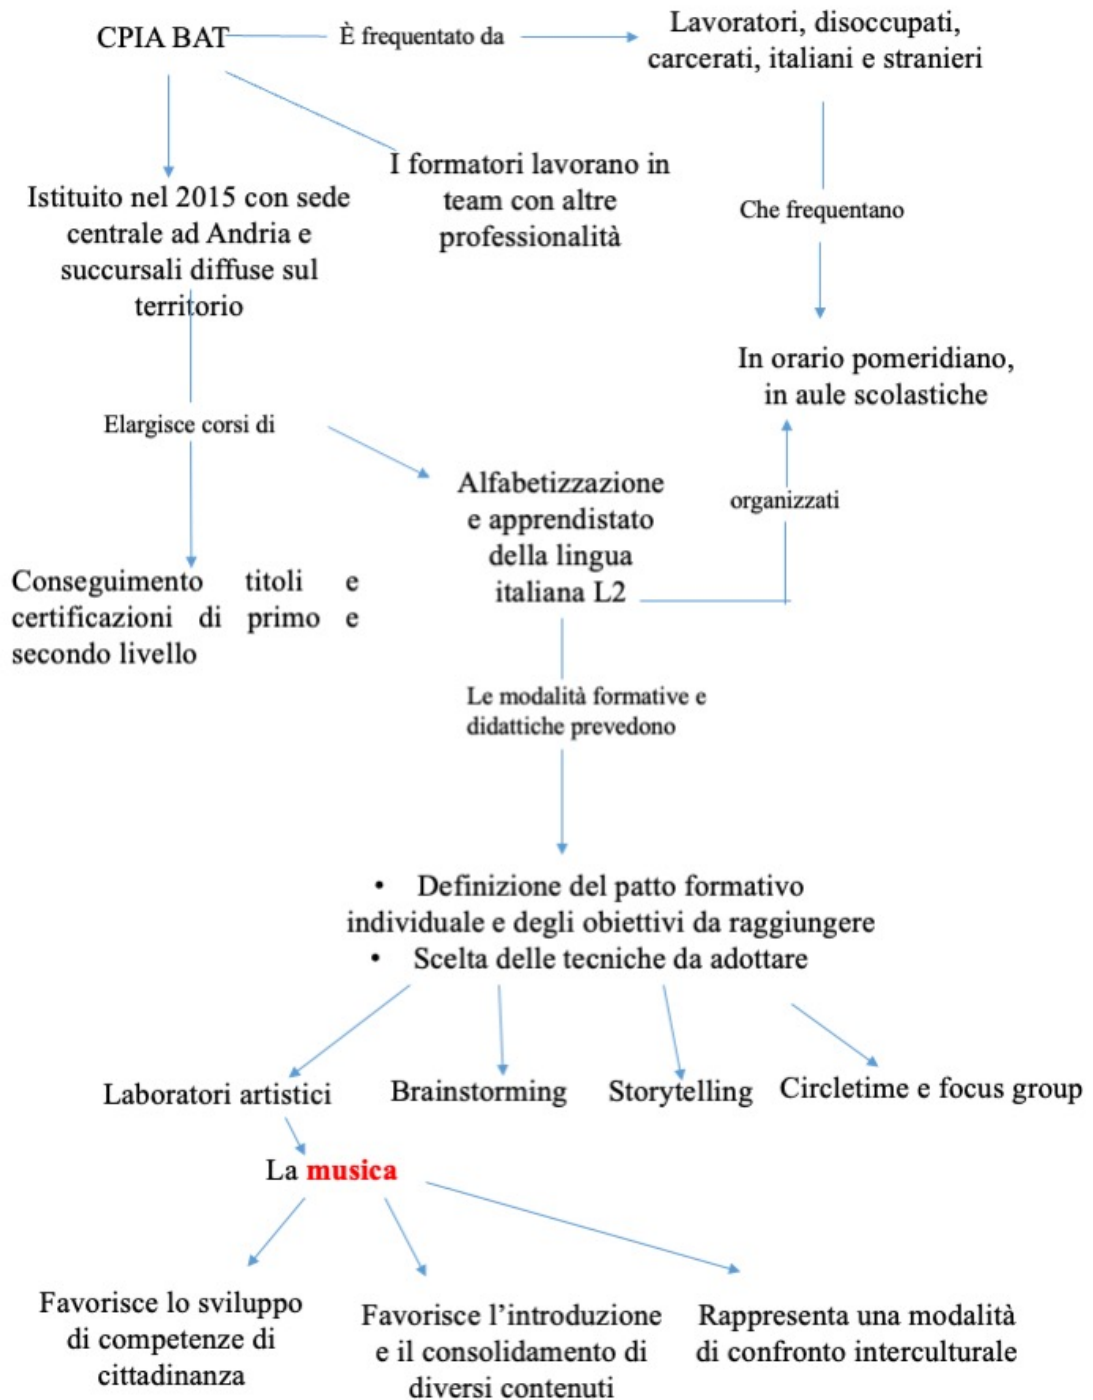 CPIA BAT
È frequentato da
Lavoratori, disoccupati,
carcerati, italiani e stranieri
I formatori lavorano in
team con altre
professionalità
Istituito nel 2015 con sede
centrale ad Andria e
succursali diffuse sul
territorio
Che frequentano
In orario pomeridiano,
in aule scolastiche
Elargisce corsi di
Alfabetizzazione
e apprendistato
della lingua
italiana L2
organizzati
Conseguimento titoli e
certificazioni di primo e
secondo livello
Le modalità formative e
didattiche prevedono
• Definizione del patto formativo
individuale e degli obiettivi da raggiungere
• Scelta delle tecniche da adottare
Laboratori artistici
Brainstorming
Storytelling
Circletime e focus group
La musica
Favorisce lo sviluppo
di competenze di
cittadinanza
Favorisce l’introduzione
e il consolidamento di
diversi contenuti
Rappresenta una modalità
di confronto interculturale